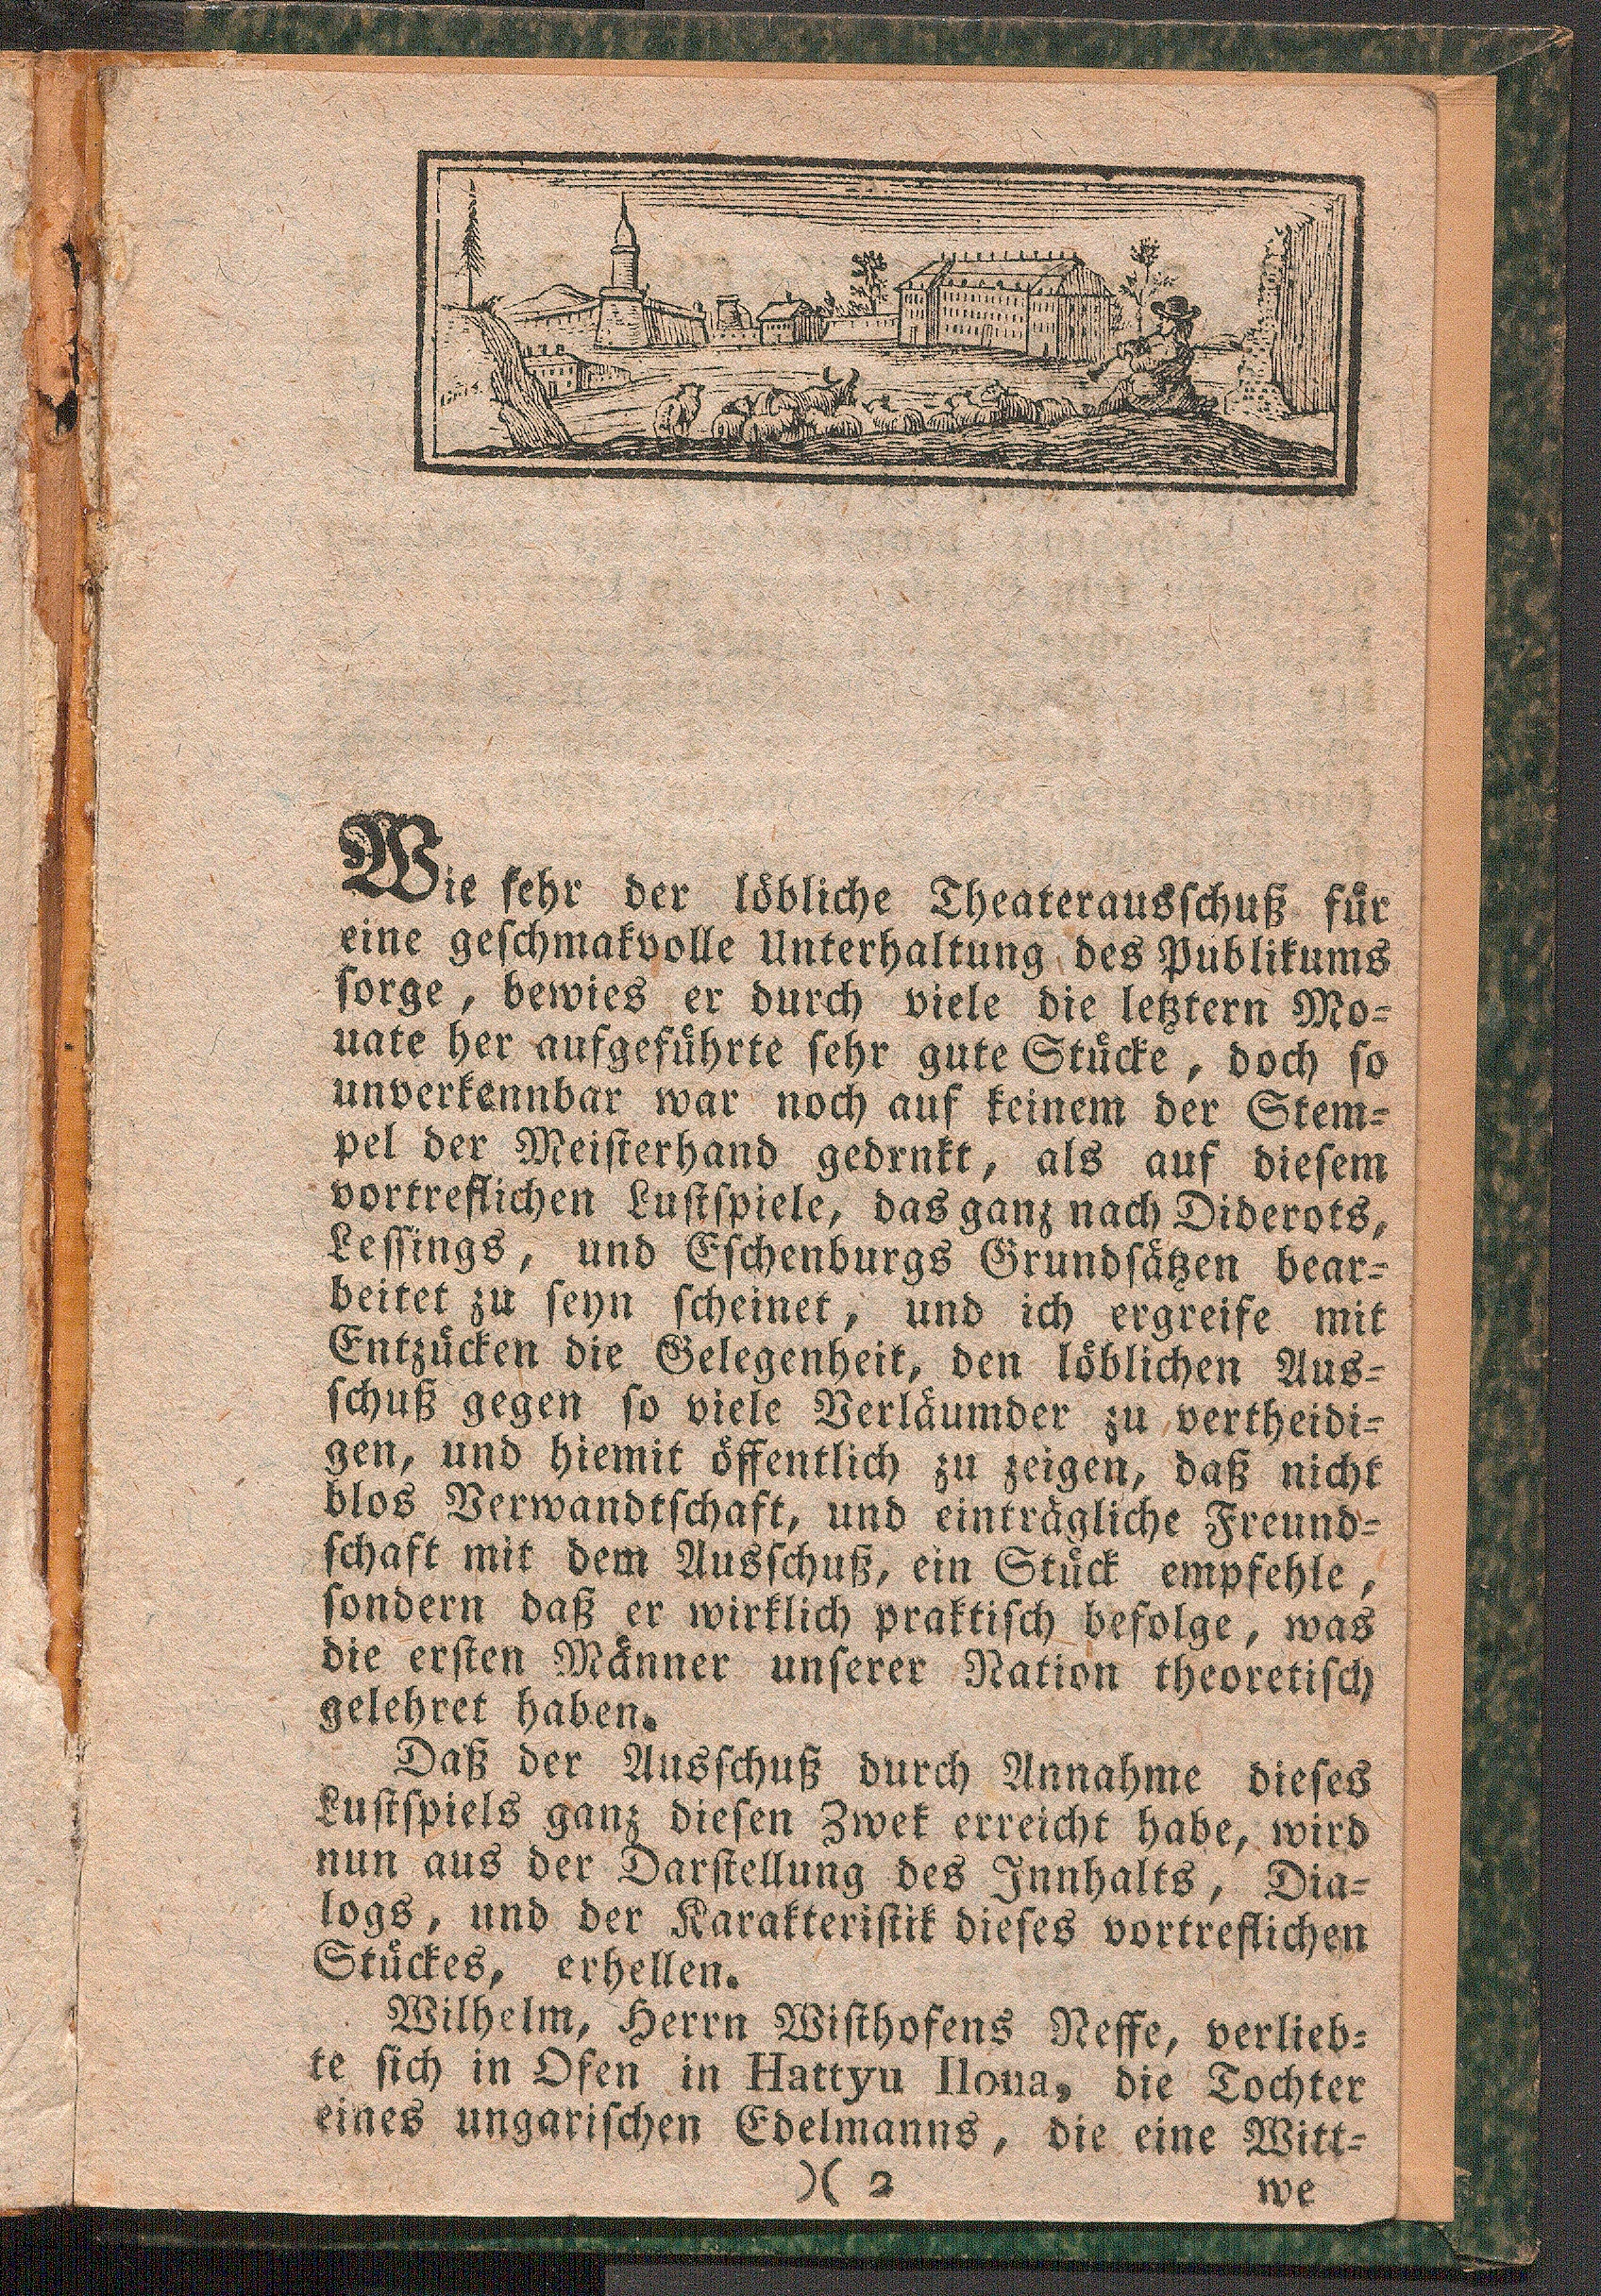 Wie sehr der löbliche Theaterausschuß für
eine geschmakvolle Unterhaltung des Publikums
sorge, bewies er durch viele die letztern Mo-
uate her aufgeführte sehr gute Stücke, doch so
unverkennbar war noch auf keinem der Stem-
pel der Meisterhand gedrnkt, als auf diesem
vortreflichen Lustspiele, das ganz nach Diderots,
Lessings, und Eschenburgs Grundsätzen bear-
beitet zu seyn scheinet, und ich ergreife mit
Entzücken die Gelegenheit, den löblichen Aus-
schuß gegen so viele Verläumder zu vertheidi-
gen, und hiemit öffentlich zu zeigen, daß nicht
blos Verwandtschaft, und einträgliche Freund-
schaft mit dem Ausschuß, ein Stück empfehle,
sondern daß er wirklich praktisch befolge, was
die ersten Männer unserer Nation theoretisch
gelehret haben.
Daß der Ausschuß durch Annahme dieses
Lustspiels ganz diesen Zwek erreicht habe, wird
nun aus der Darstellung des Innhalts, Dia-
logs, und der Karakteristik dieses vortreflichen
Stückes, erhellen.
Wilhelm, Herrn Wisthofens Neffe, verlieb-
te sich in Ofen in Hattyu Ilona, die Tochter
eines ungarischen Edelmanns, die eine Witt-
)( 2 we